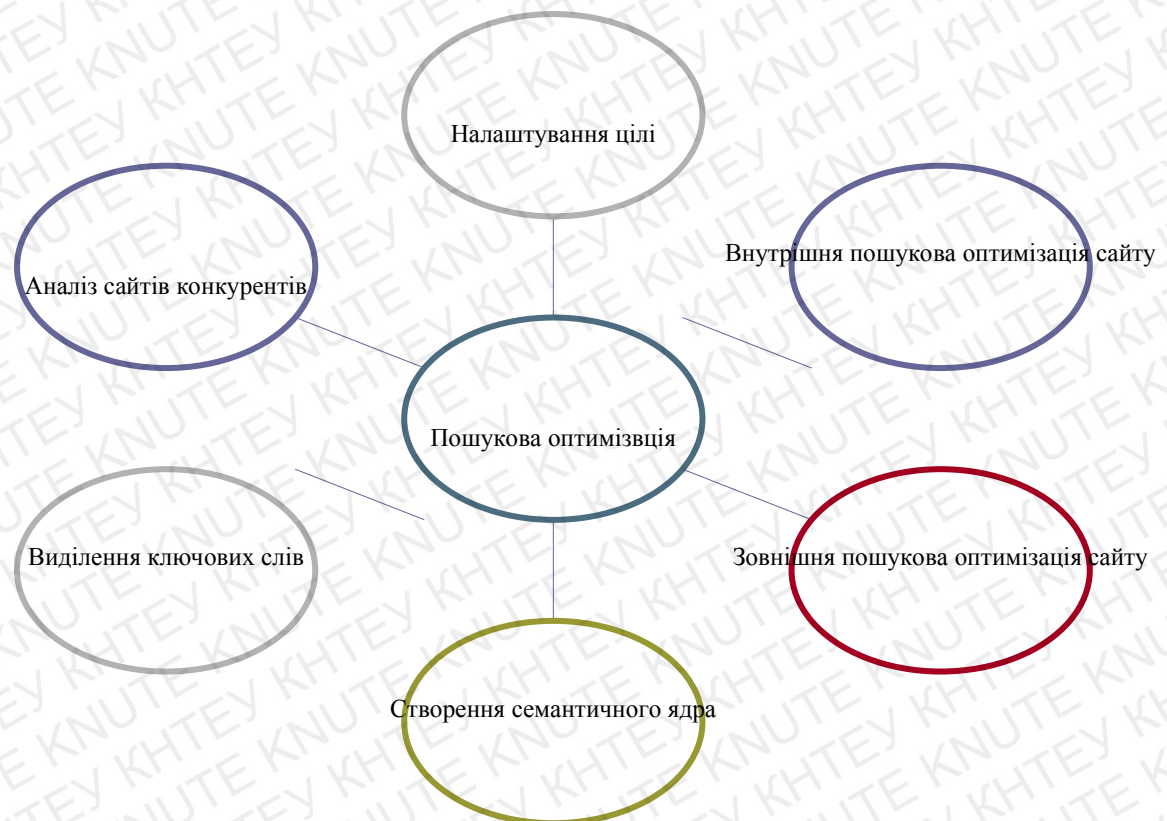 Налаштування цілі
Внутрішня пошукова оптимізація сайту
Аналіз сайтів конкурентів
Пошукова оптимізвція
Виділення ключових слів
Зовнішня пошукова оптимізація сайту
Створення семантичного ядра